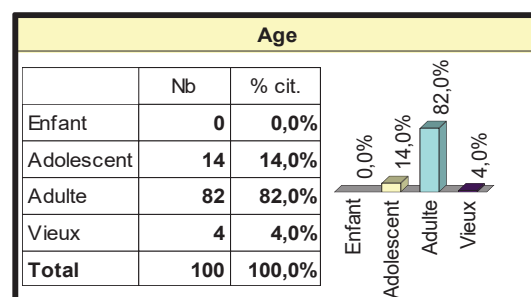 Age
Nb % cit.
Enfant 0 0,0%
Adolescent 14 14,0%
Adulte 82 82,0%
Vieux 4 4,0%
Total 100 100,0%
0,0% 14,0% 82,0% 4,0%
Enfant Adolescent Adulte Vieux